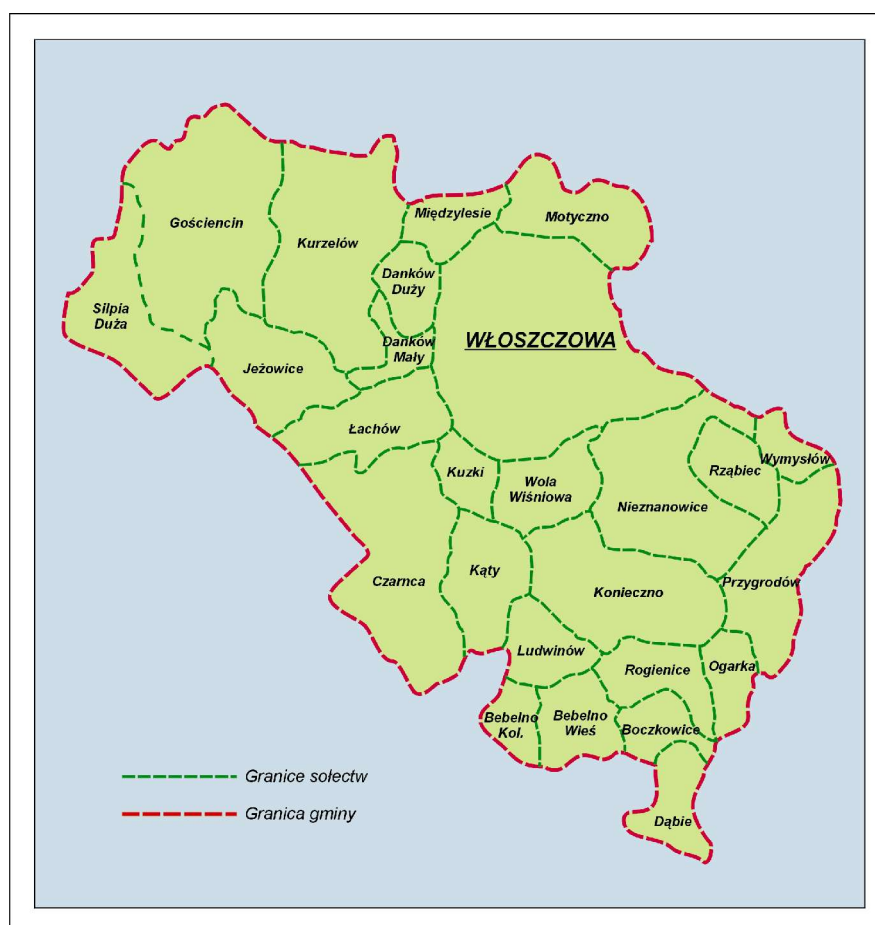 Gościencin
Kurzelów
Międzylesie
Motyczno
Danków
Duży
Silpia
Duża
Danków
Mały
WŁOSZCZOWA
Jeżowice
Łachów
Kuzki
Wola
Wiśniowa
Rząbiec
Wymysłów
Nieznanowice
Czarnca
Kąty
Konieczno
Przygrodów
Ludwinów
Rogienice
Ogarka
Bebelno
Kol.
Bebelno
Wieś
Boczkowice
Dąbie
Granice sołectw
Granica gminy